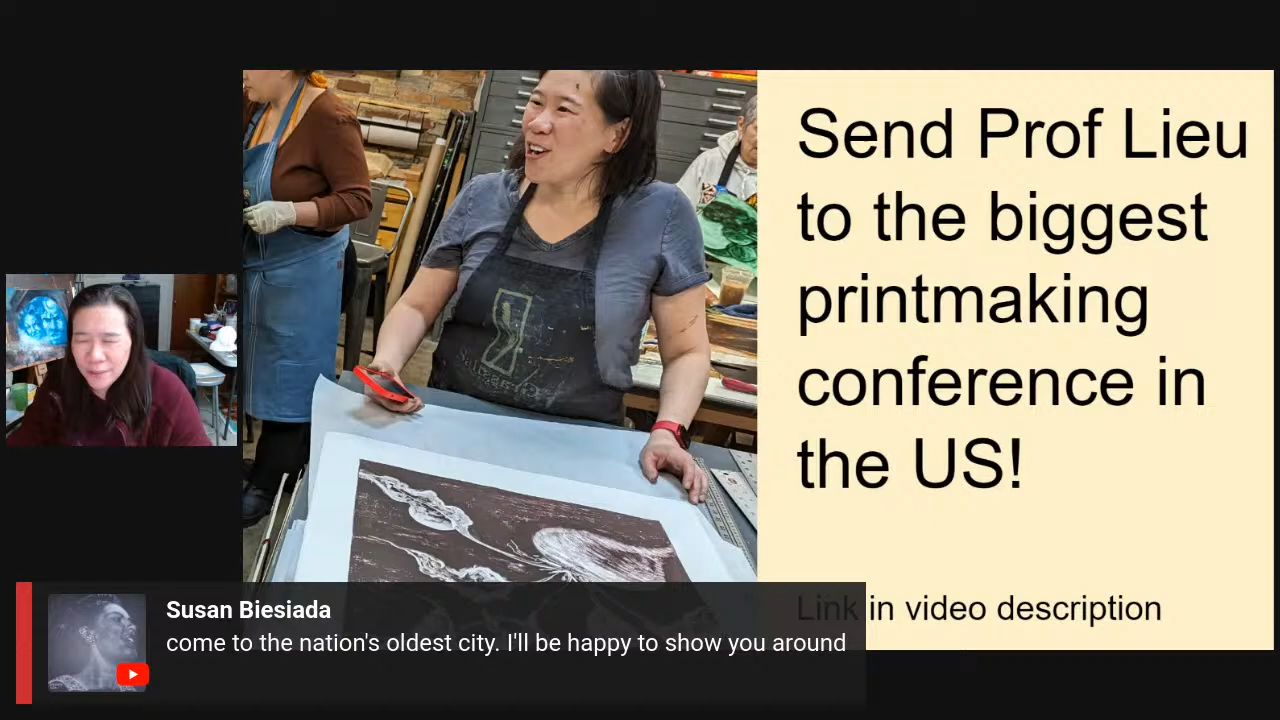 Send Prof Lieu
to the biggest
printmaking
conference in
the US!
Link in video description
Susan Biesiada
come to the nation's oldest city. I'll be happy to show you around